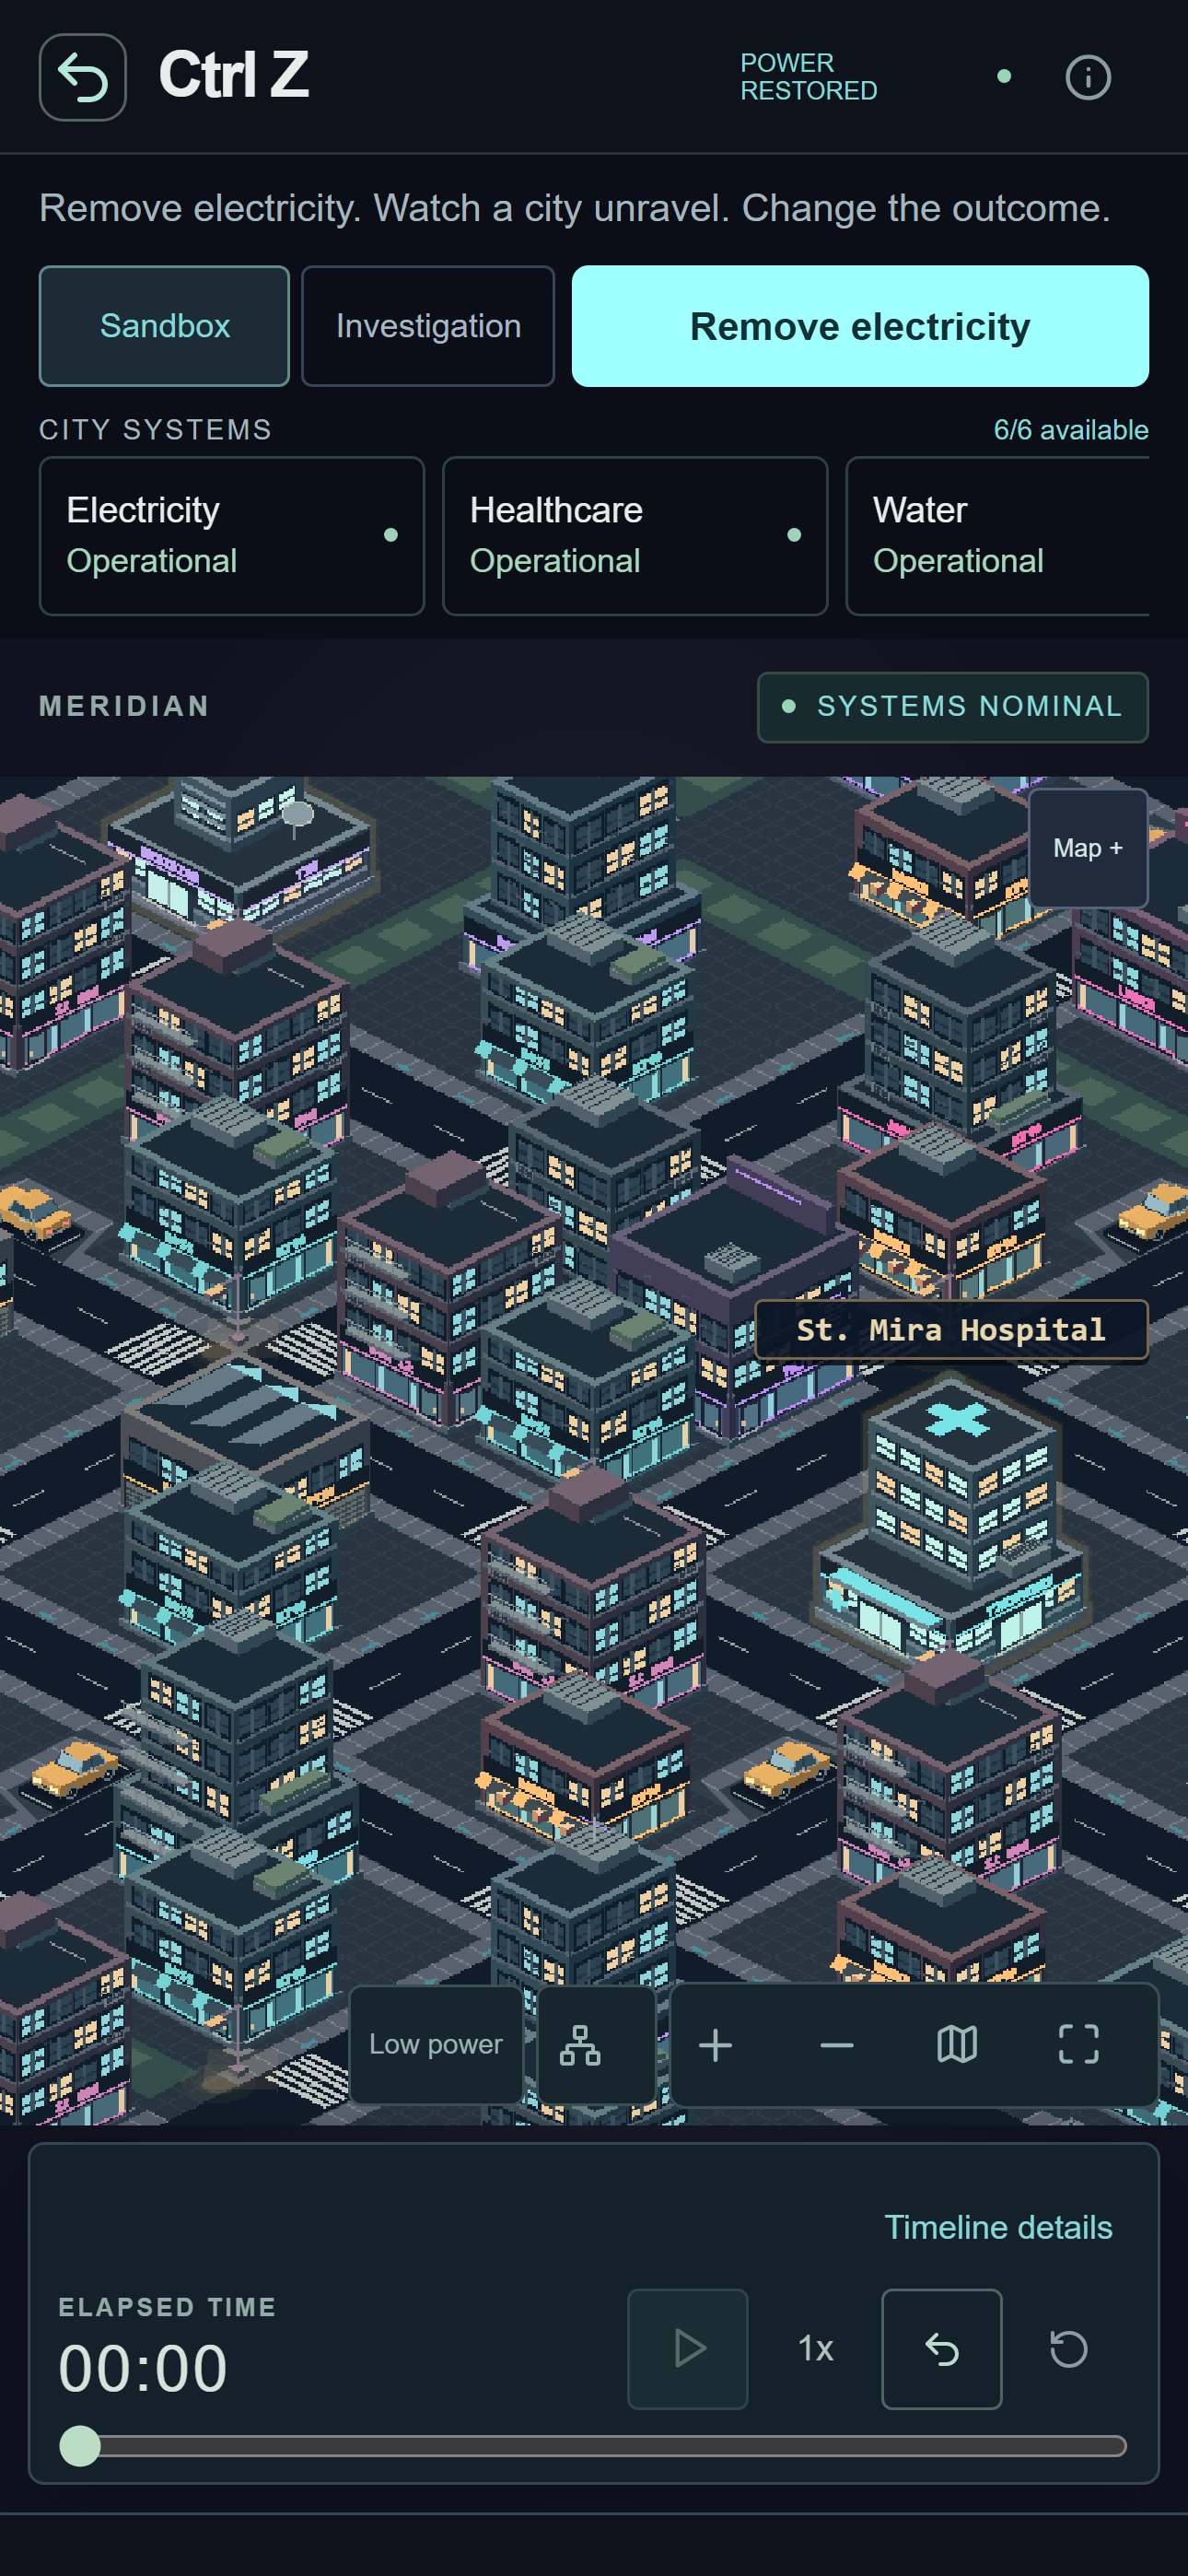 Ctrl Z
POWER
RESTORED
Remove electricity. Watch a city unravel. Change the outcome.
Sandbox
Investigation
Remove electricity
CITY SYSTEMS
6/6 available
Electricity
Operational
Healthcare
Operational
Water
Operational
MERIDIAN
SYSTEMS NOMINAL
Map +
St. Mira Hospital
Low power
Timeline details
ELAPSED TIME
00:00
1x